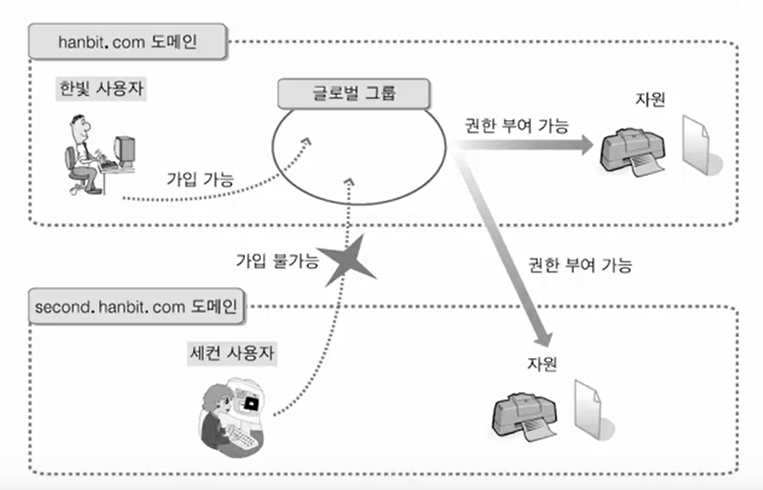 hanbit.com 도메인
한빛 사용자
글로벌 그룹
자원
권한 부여 가능
가입 가능
가입 불가능
권한 부여 가능
second.hanbit.com 도메인
세컨 사용자
자원